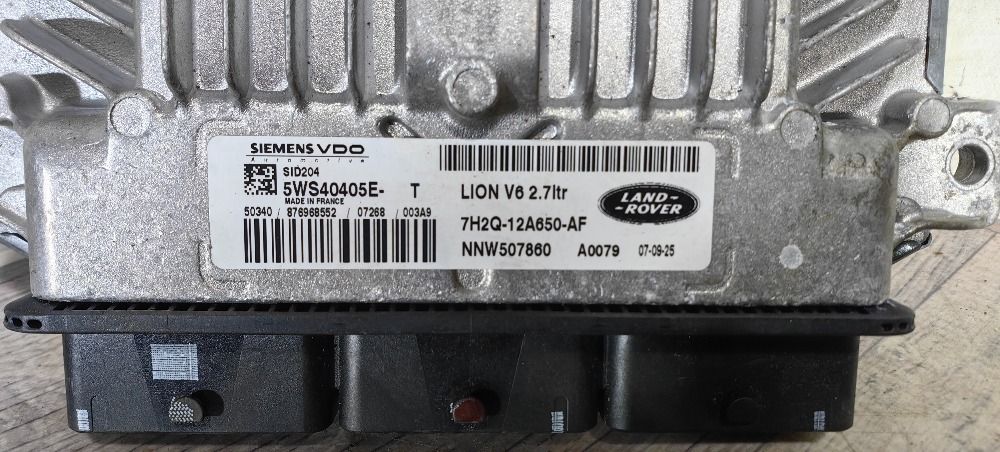 SIEMENS VDO
Automotive
SID204
5WS40405E- T
MADE IN FRANCE
50340 / 876968552 / 07268 / 003A9
LION V6 2.7ltr
LAND-
-ROVER
7H2Q-12A650-AF
NNW507860 A0079 07-09-25